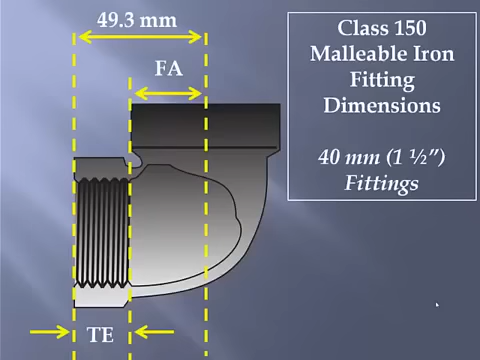 49.3 mm
FA
TE
Class 150
Malleable Iron
Fitting
Dimensions
40 mm (1 ½”)
Fittings